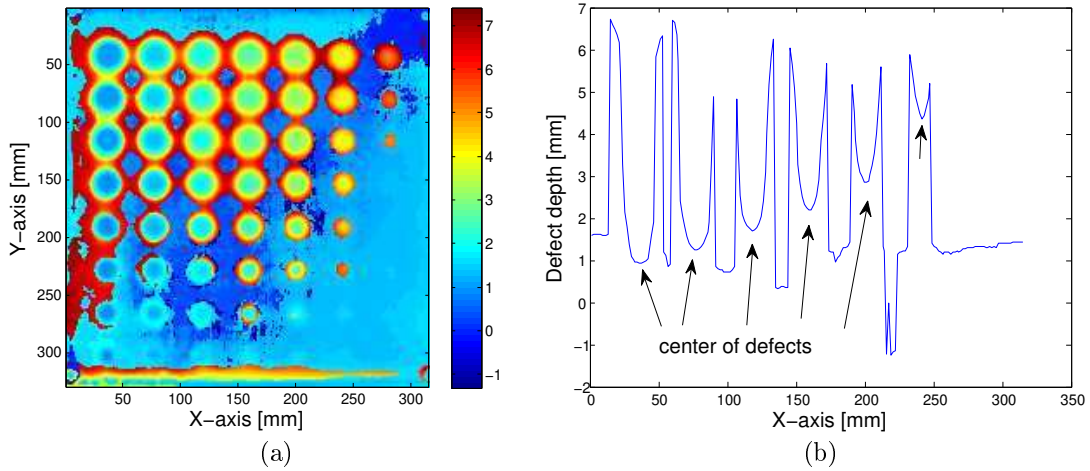 50
100
150
200
250
300
Y−axis [mm]
50 100 150 200 250 300
X−axis [mm]
7
6
5
4
3
2
1
0
−1
(a)
7
6
5
4
3
2
1
0
−1
−2
Defect depth [mm]
center of defects
0 50 100 150 200 250 300 350
X−axis [mm]
(b)